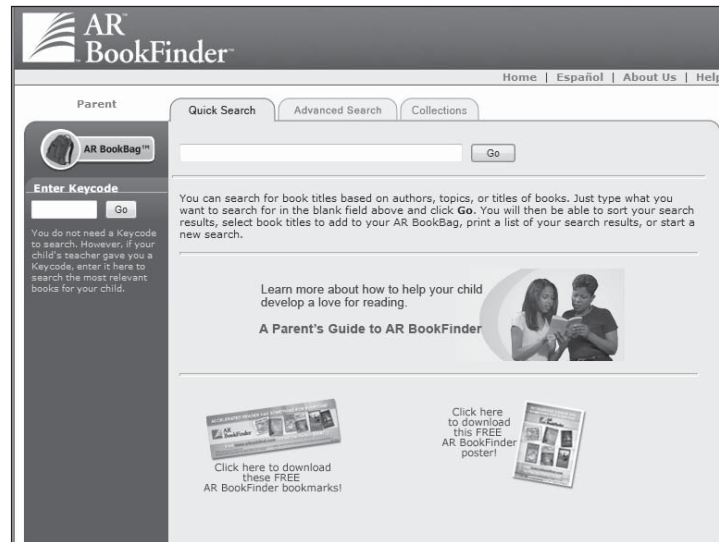 AR™
BookFinder™
Home | Español | About Us | Help
Parent
Quick Search
Advanced Search
Collections
AR BookBag™
Go
Enter Keycode
Go
You do not need a Keycode
to search. However, if your
child's teacher gave you a
Keycode, enter it here to
search the most relevant
books for your child.
You can search for book titles based on authors, topics, or titles of books. Just type what you
want to search for in the blank field above and click Go. You will then be able to sort your search
results, select book titles to add to your AR BookBag, print a list of your search results, or start a
new search.
Learn more about how to help your child
develop a love for reading.
A Parent's Guide to AR BookFinder
AR
BookFinder
Click here to download
these FREE
AR BookFinder bookmarks!
Click here
to download
this FREE
AR BookFinder
poster!